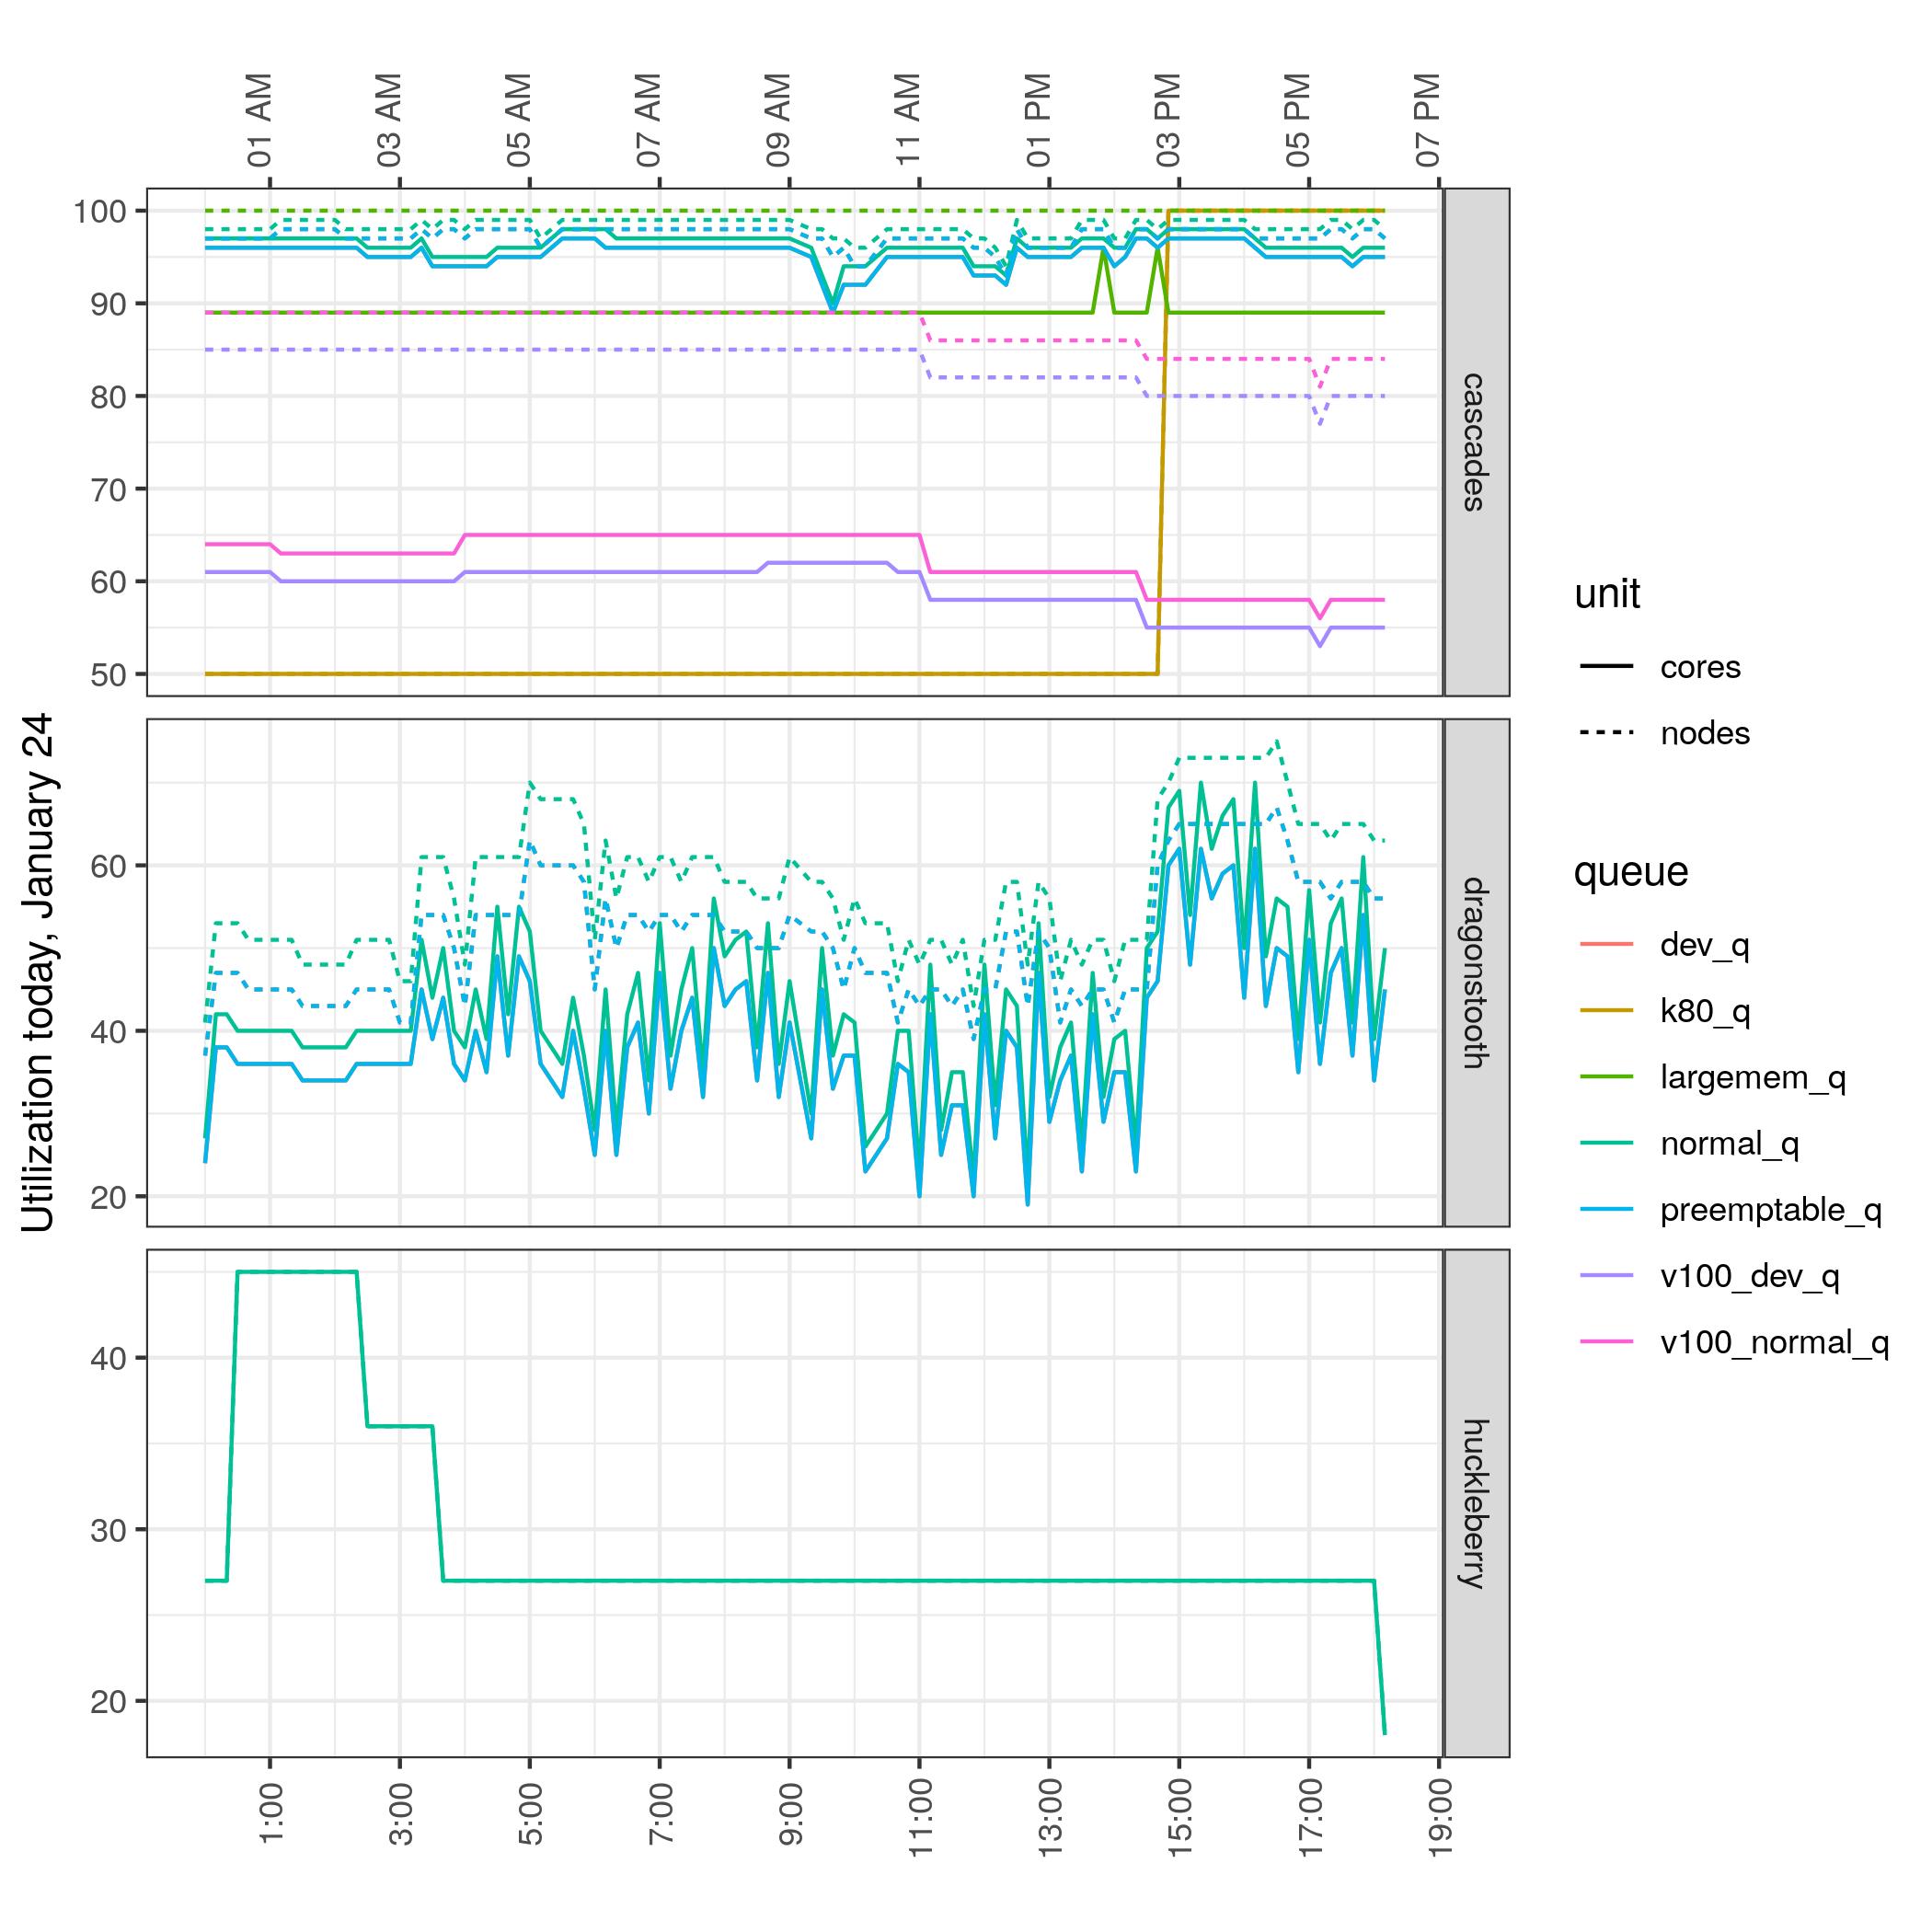 01 AM
03 AM
05 AM
07 AM
09 AM
11 AM
01 PM
03 PM
05 PM
07 PM
Utilization today, January 24
100
90
80
70
60
50
cascades
60
40
20
dragonstooth
40
30
20
huckleberry
1:00
3:00
5:00
7:00
9:00
11:00
13:00
15:00
17:00
19:00
unit
cores
nodes
queue
dev_q
k80_q
largemem_q
normal_q
preemptable_q
v100_dev_q
v100_normal_q